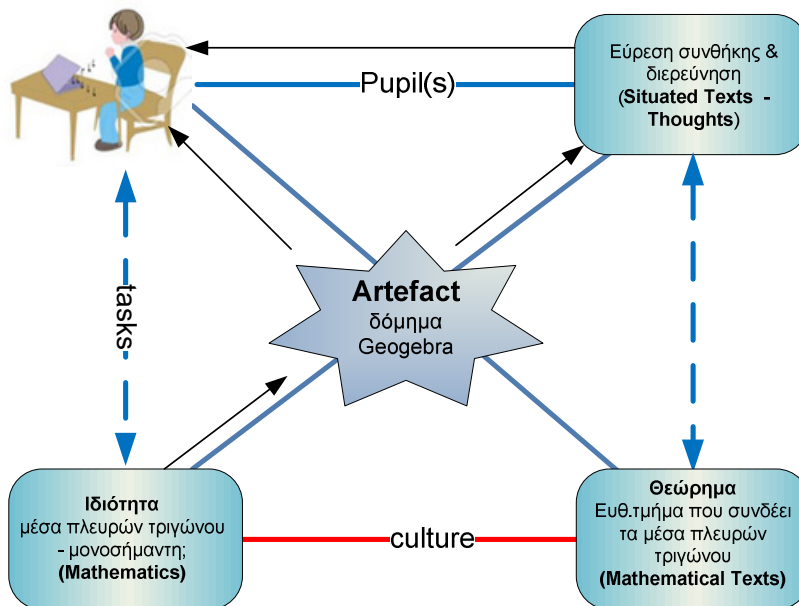 Εύρεση συνθήκης &
διερεύνηση
(Situated Texts -
Thoughts)
Pupil(s)
tasks
Artefact
δόμημα
Geogebra
Ιδιότητα
μέσα πλευρών τριγώνου
- μονοσήμαντη;
(Mathematics)
culture
Θεώρημα
Ευθ.τμήμα που συνδέει
τα μέσα πλευρών
τριγώνου
(Mathematical Texts)